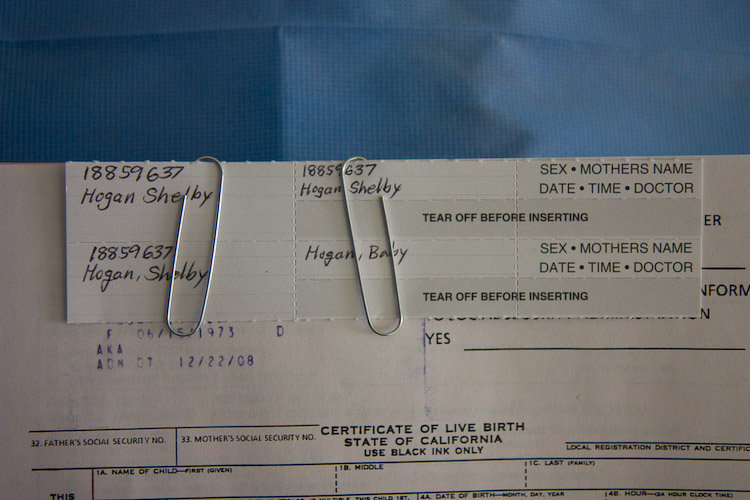 18859637
Hogan Shelby
18859637
Hogan Shelby
SEX • MOTHERS NAME
DATE • TIME • DOCTOR
TEAR OFF BEFORE INSERTING
18859637
Hogan, Shelby
Hogan, Baby
SEX • MOTHERS NAME
DATE • TIME • DOCTOR
TEAR OFF BEFORE INSERTING
ER
NFORM
N
YES
F 06/15/1973 D
AKA
ADM DT 12/22/08
32. FATHER'S SOCIAL SECURITY NO.
33. MOTHER'S SOCIAL SECURITY NO.
CERTIFICATE OF LIVE BIRTH
STATE OF CALIFORNIA
USE BLACK INK ONLY
LOCAL REGISTRATION DISTRICT AND CERTIFIC
1A. NAME OF CHILD—FIRST (GIVEN)
1B. MIDDLE
1C. LAST (FAMILY)
THIS
4A. DATE OF BIRTH—MONTH, DAY, YEAR
4B. HOUR—(24 HOUR CLOCK TIME)